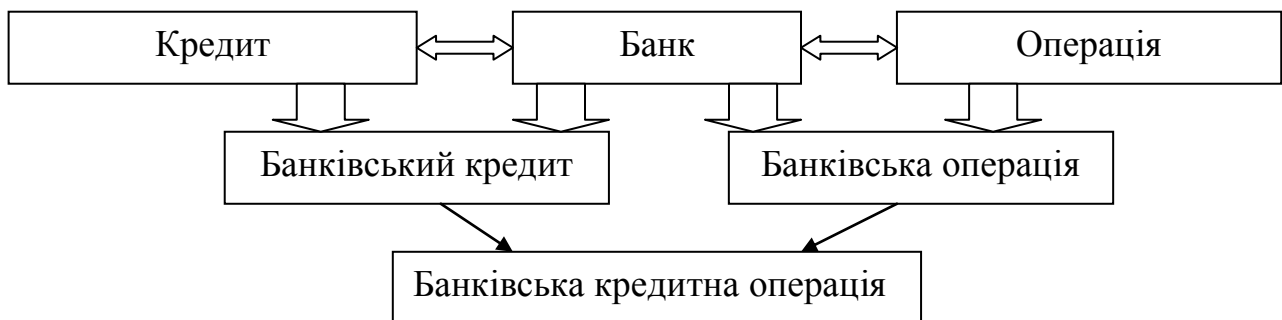 Кредит
Банк
Операція
Банківський кредит
Банківська операція
Банківська кредитна операція